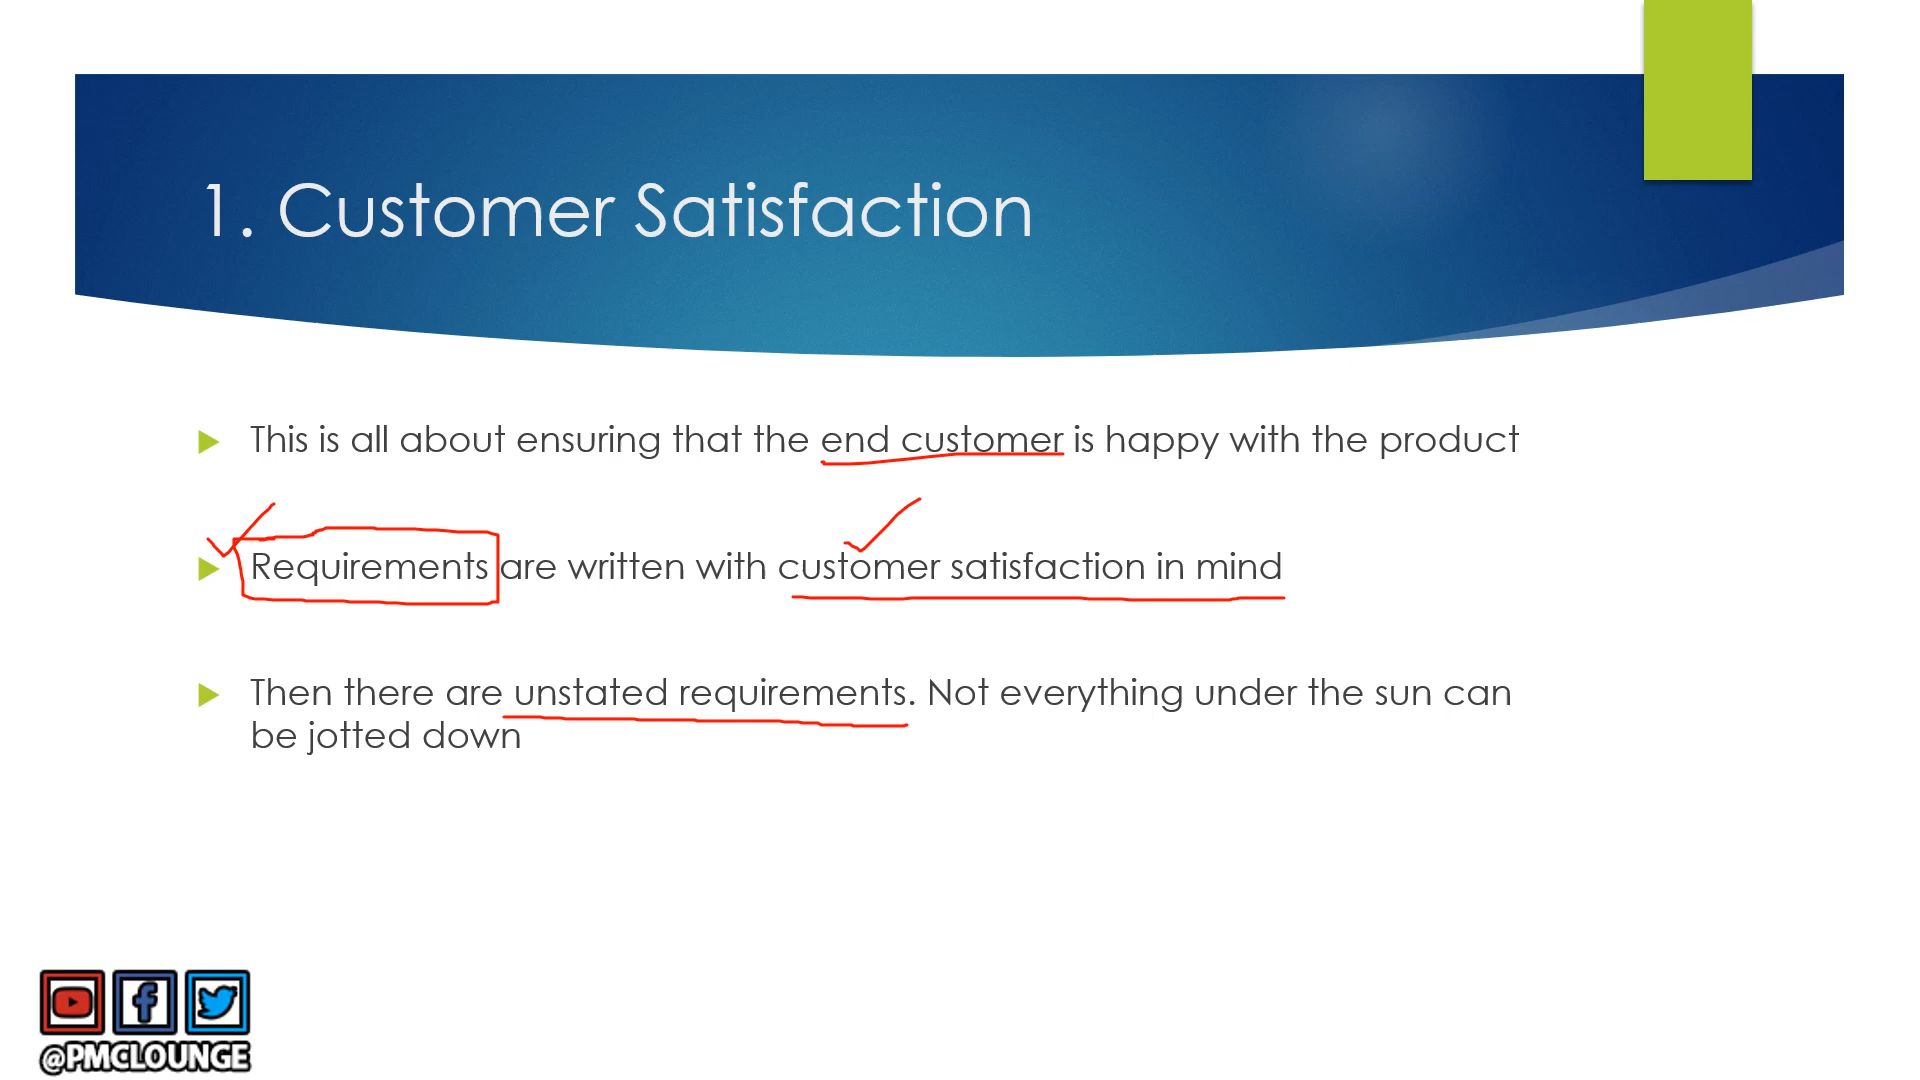 1. Customer Satisfaction
This is all about ensuring that the end customer is happy with the product
Requirements are written with customer satisfaction in mind
Then there are unstated requirements. Not everything under the sun can
be jotted down
@PMCLOUNGE